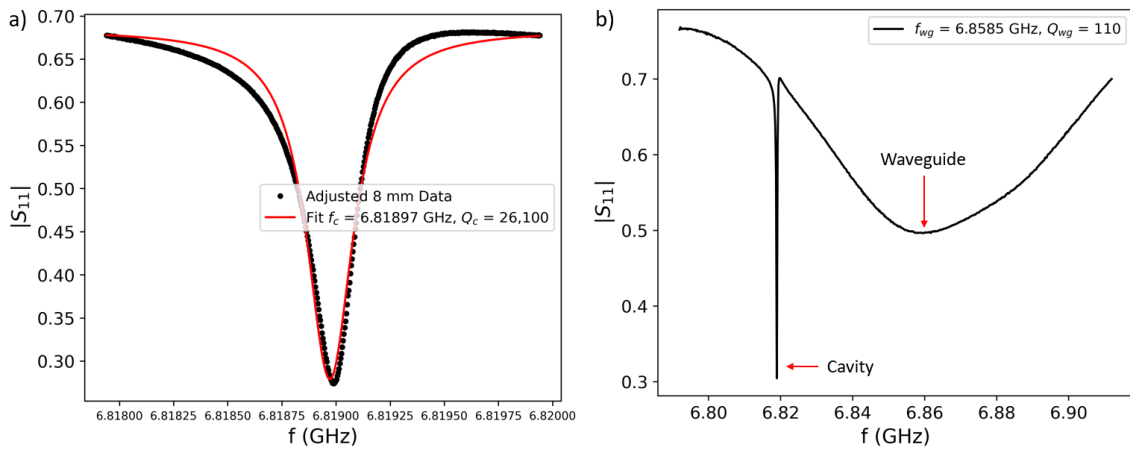 a)
0.70
0.65
0.60
0.55
0.50
0.45
0.40
0.35
0.30
|S₁₁|
Adjusted 8 mm Data
Fit f_c = 6.81897 GHz, Q_c = 26,100
6.81800 6.81825 6.81850 6.81875 6.81900 6.81925 6.81950 6.81975 6.82000
f (GHz)
b)
f_wg = 6.8585 GHz, Q_wg = 110
0.7
0.6
0.5
0.4
0.3
|S₁₁|
Waveguide
Cavity
6.80 6.82 6.84 6.86 6.88 6.90
f (GHz)